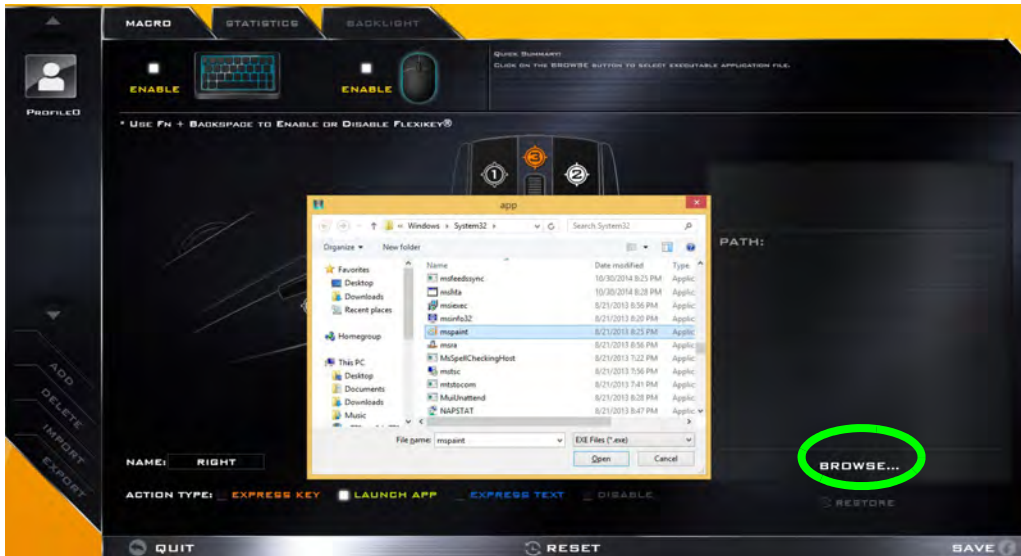 MACRO
STATISTICS
BACKLIGHT
QUICK SUMMARY:
CLICK ON THE BROWSE BUTTON TO SELECT EXECUTABLE APPLICATION FILE.
ENABLE
ENABLE
PROFILE0
* USE FN + BACKSPACE TO ENABLE OR DISABLE FLEXIKEY®
1
3
2
app
Windows ▸ System32 ▸
Search System32
Organize
New folder
PATH:
Name
Date modified
Type
Favorites
Desktop
Downloads
Recent places
Homegroup
This PC
Desktop
Documents
Downloads
Music
msfeedssync 10/30/2014 8:25 PM Applic
mshta 10/30/2014 8:28 PM Applic
msiexec 8/21/2013 8:56 PM Applic
msinfo32 8/21/2013 8:20 PM Applic
mspaint 8/21/2013 8:25 PM Applic
msra 8/21/2013 8:56 PM Applic
MsSpellCheckingHost 8/21/2013 7:22 PM Applic
mstsc 8/21/2013 7:56 PM Applic
mtstocom 8/21/2013 7:41 PM Applic
MuiUnattend 8/21/2013 8:28 PM Applic
NAPSTAT 8/21/2013 8:47 PM Applic
File name: mspaint
EXE Files (*.exe)
Open
Cancel
ADD
DELETE
IMPORT
EXPORT
NAME: RIGHT
BROWSE...
ACTION TYPE: EXPRESS KEY LAUNCH APP EXPRESS TEXT DISABLE
RESTORE
QUIT
RESET
SAVE